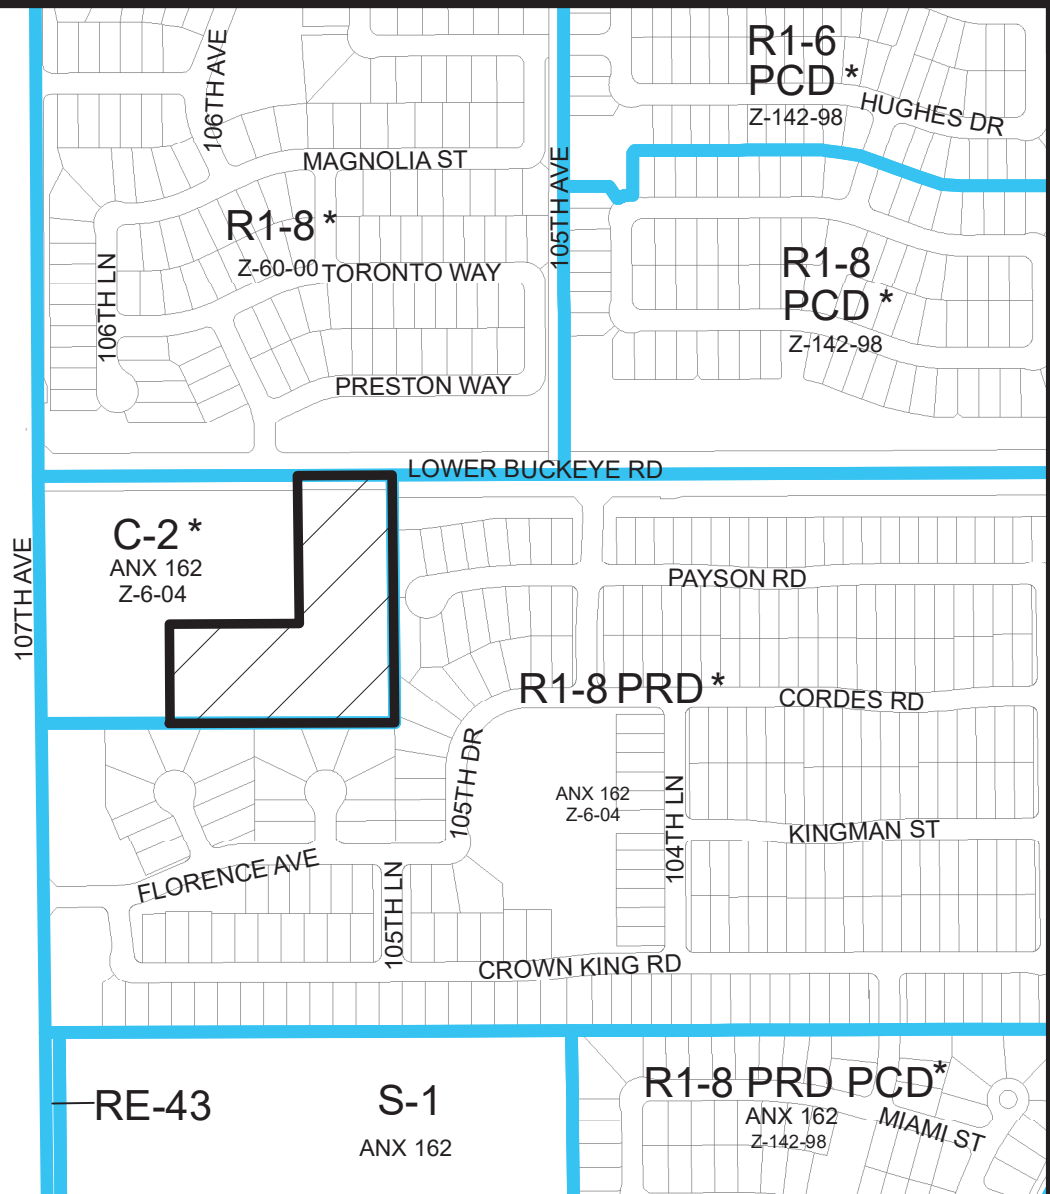 R1-6
PCD *
Z-142-98
HUGHES DR
106TH AVE
MAGNOLIA ST
105TH AVE
R1-8 *
Z-60-00
TORONTO WAY
106TH LN
R1-8
PCD *
Z-142-98
PRESTON WAY
LOWER BUCKEYE RD
C-2 *
ANX 162
Z-6-04
107TH AVE
PAYSON RD
R1-8 PRD *
CORDES RD
105TH DR
ANX 162
Z-6-04
104TH LN
KINGMAN ST
FLORENCE AVE
105TH LN
CROWN KING RD
RE-43
S-1
ANX 162
R1-8 PRD PCD*
ANX 162
Z-142-98
MIAMI ST